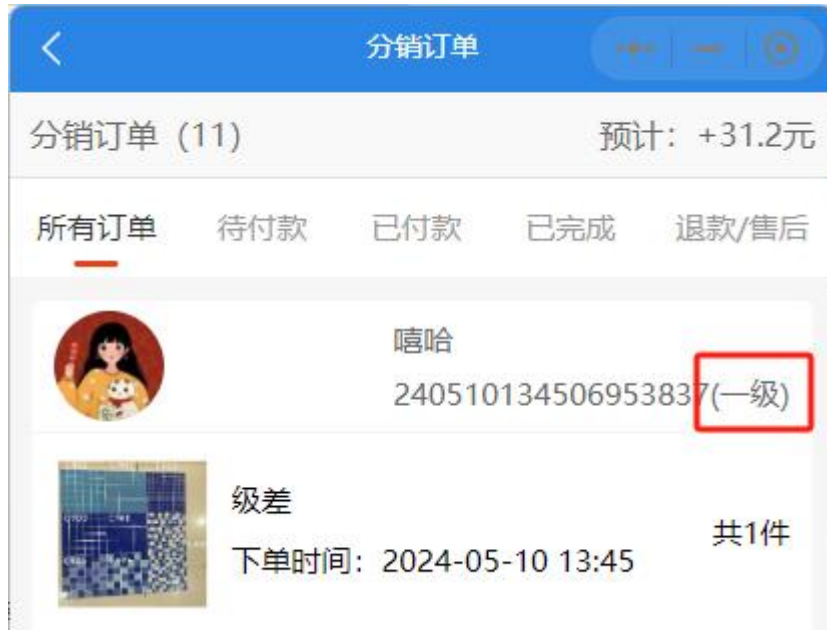 分销订单
分销订单（11） 预计：+31.2元
所有订单 待付款 已付款 已完成 退款/售后
嘻哈
240510134506953837(一级)
级差
下单时间：2024-05-10 13:45
共1件